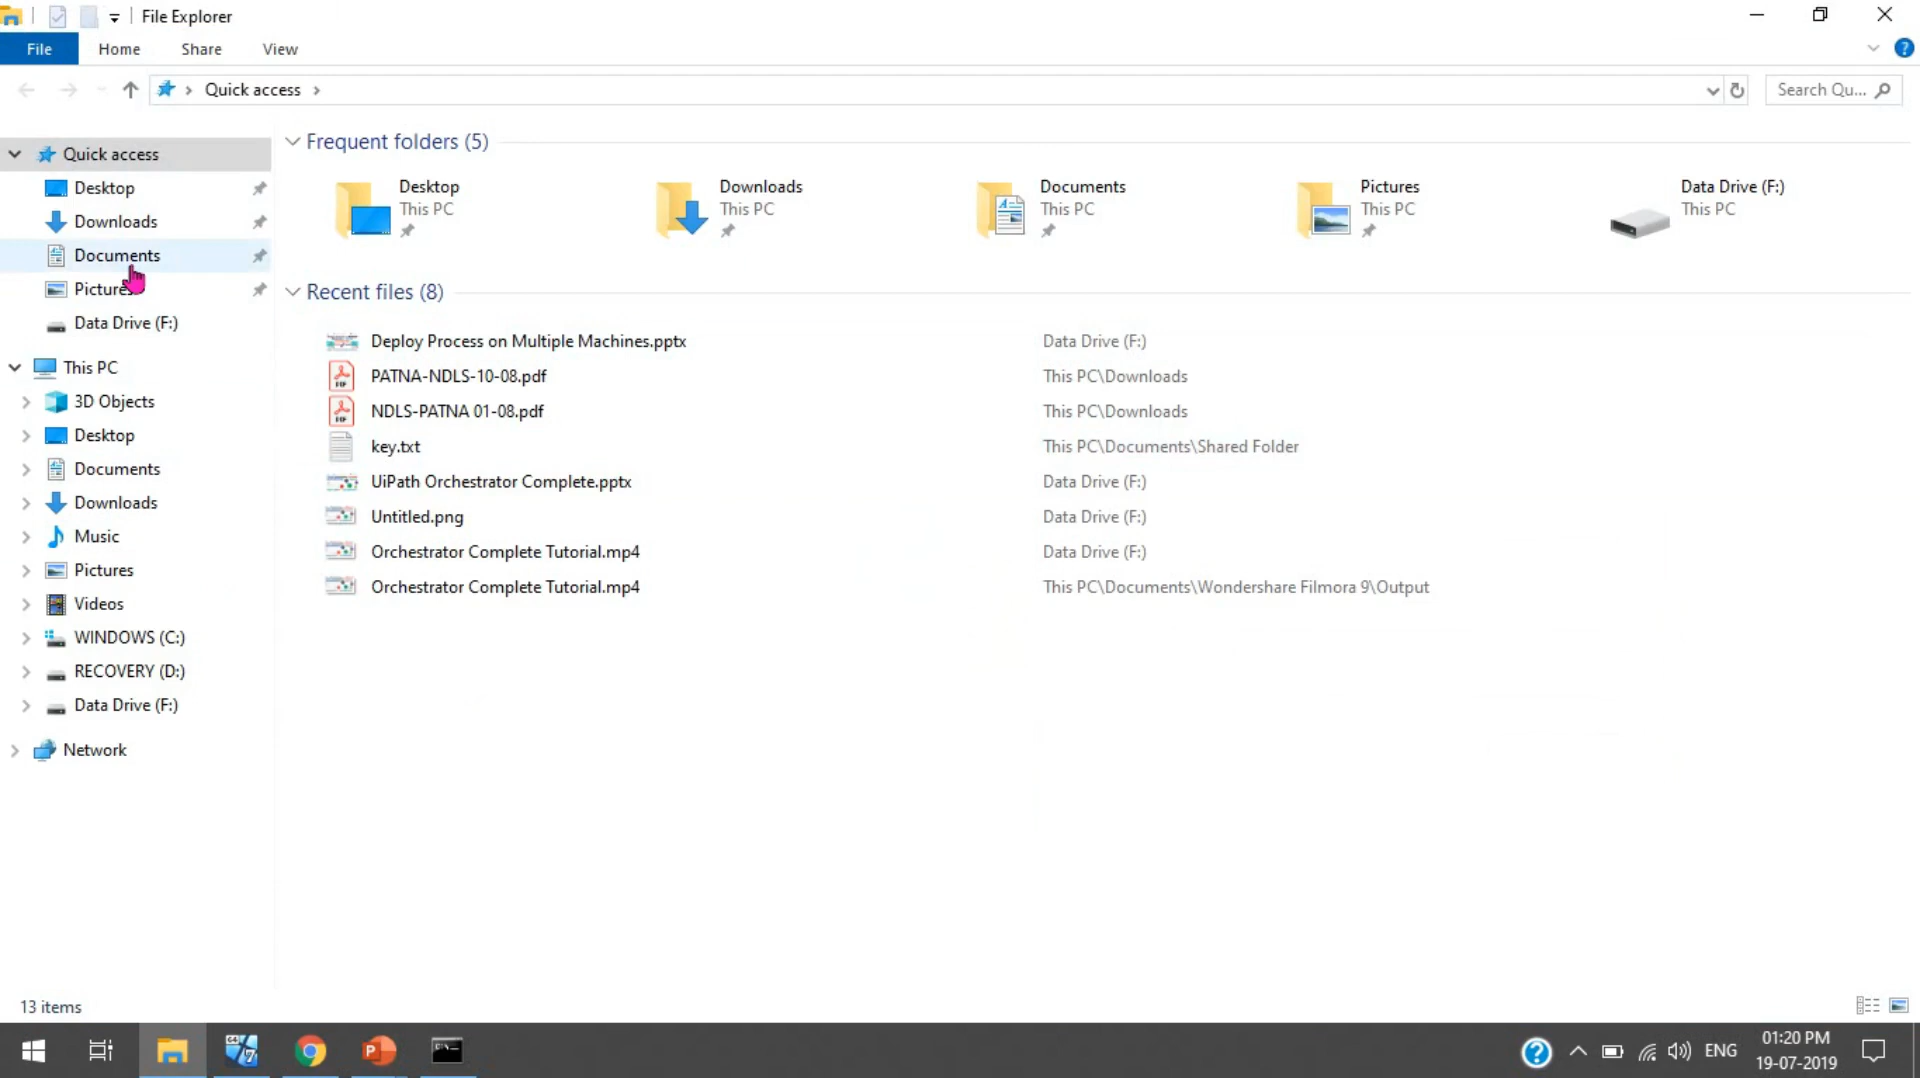 File Explorer
File Home Share View
Quick access
Search Qu...
Quick access
Desktop
Downloads
Documents
Pictures
Data Drive (F:)
This PC
3D Objects
Desktop
Documents
Downloads
Music
Pictures
Videos
WINDOWS (C:)
RECOVERY (D:)
Data Drive (F:)
Network
Frequent folders (5)
Desktop
This PC
Downloads
This PC
Documents
This PC
Pictures
This PC
Data Drive (F:)
This PC
Recent files (8)
Deploy Process on Multiple Machines.pptx Data Drive (F:)
PATNA-NDLS-10-08.pdf This PC\Downloads
NDLS-PATNA 01-08.pdf This PC\Downloads
key.txt This PC\Documents\Shared Folder
UiPath Orchestrator Complete.pptx Data Drive (F:)
Untitled.png Data Drive (F:)
Orchestrator Complete Tutorial.mp4 Data Drive (F:)
Orchestrator Complete Tutorial.mp4 This PC\Documents\Wondershare Filmora 9\Output
13 items
ENG
01:20 PM
19-07-2019